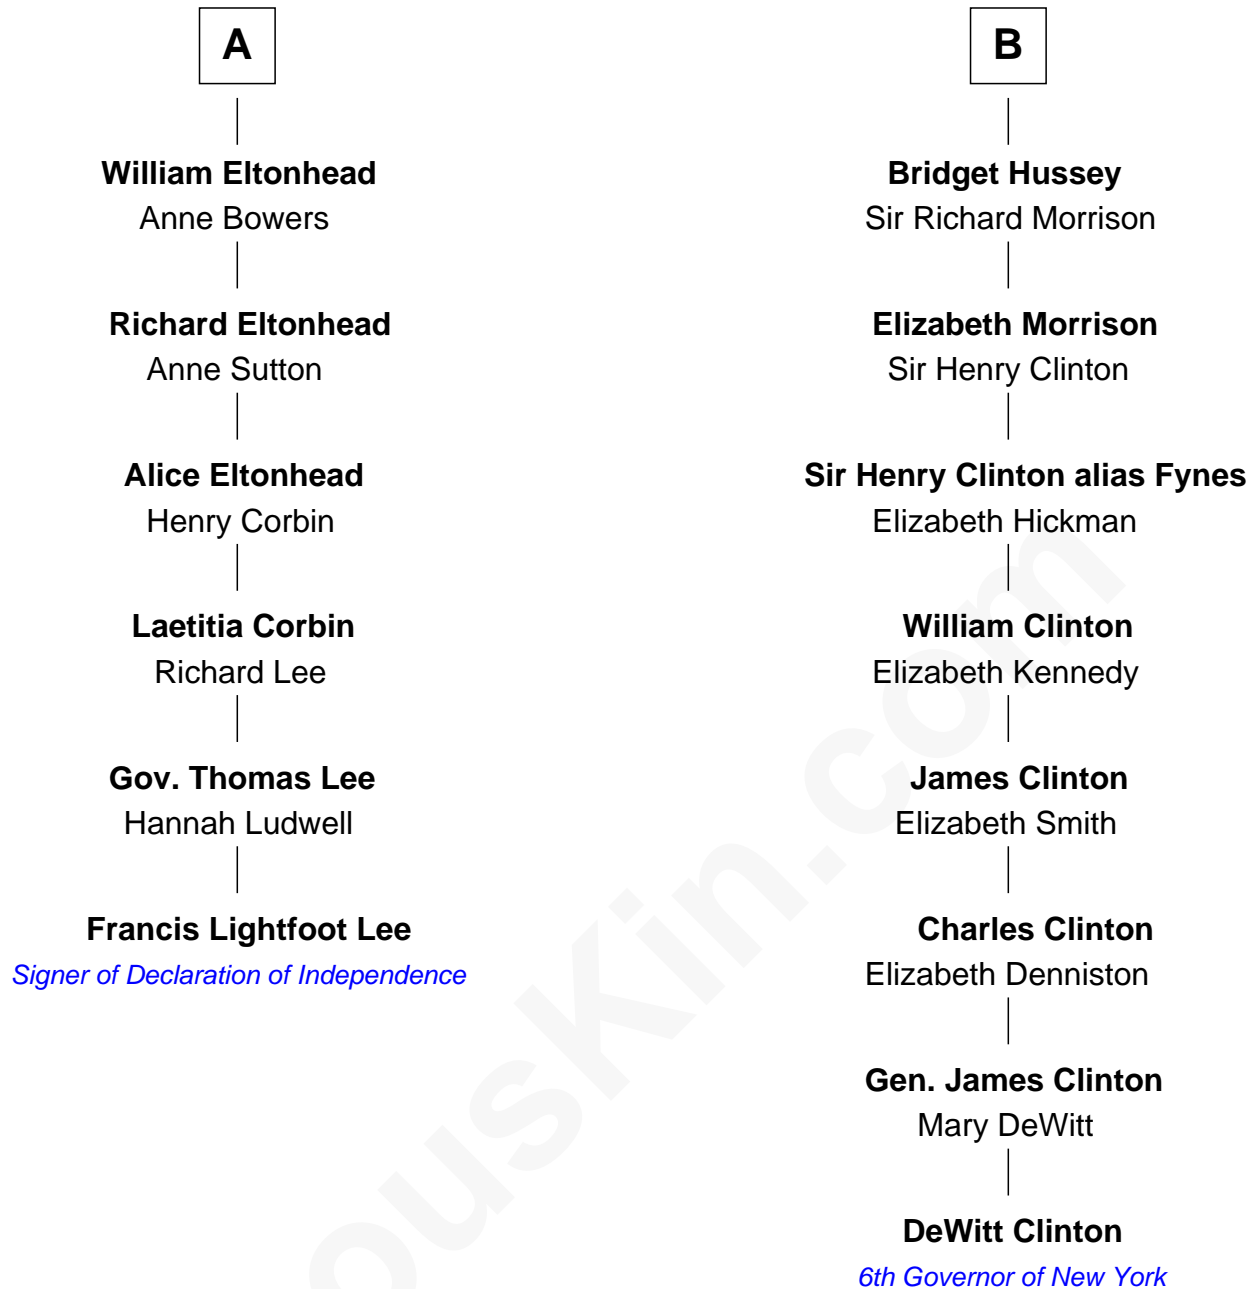 A
William Eltonhead
Anne Bowers
Richard Eltonhead
Anne Sutton
Alice Eltonhead
Henry Corbin
Laetitia Corbin
Richard Lee
Gov. Thomas Lee
Hannah Ludwell
Francis Lightfoot Lee
Signer of Declaration of Independence
B
Bridget Hussey
Sir Richard Morrison
Elizabeth Morrison
Sir Henry Clinton
Sir Henry Clinton alias Fynes
Elizabeth Hickman
William Clinton
Elizabeth Kennedy
James Clinton
Elizabeth Smith
Charles Clinton
Elizabeth Denniston
Gen. James Clinton
Mary DeWitt
DeWitt Clinton
6th Governor of New York
ousKin.com